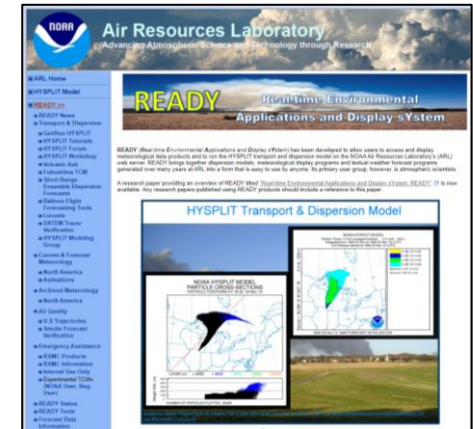 NOAA
Air Resources Laboratory
Advancing Atmospheric Science and Technology through Research
ARL Home
HYSPLIT Model
READY >>
READY News
Transport & Dispersion
Get/Run HYSPLIT
HYSPLIT Tutorials
HYSPLIT Forum
HYSPLIT Workshop
Volcanic Ash
Fukushima TCM
Short-Range
Ensemble Dispersion
Forecasts
Balloon Flight
Forecasting Tools
Locusts
DATEM Tracer
Verification
HYSPLIT Modeling
Group
Current & Forecast
Meteorology
North America
Animations
Archived Meteorology
North America
Air Quality
U.S Trajectories
Smoke Forecast
Verification
Emergency Assistance
RSMC Products
RSMC Information
Internal Use Only
Experimental TCMs
(NOAA User, Reg.
User)
READY Status
READY Tools
Forecast Data
Information
READY
Real-time Environmental
Applications and Display sYstem
READY (Real-time Environmental Applications and Display sYstem) has been developed to allow users to access and display
meteorological data products and to run the HYSPLIT transport and dispersion model on the NOAA Air Resources Laboratory's (ARL)
web server. READY brings together dispersion models, meteorological display programs and textual weather forecast programs
generated over many years at ARL into a form that is easy to use by anyone. Its primary user group, however, is atmospheric scientists.
A research paper providing an overview of READY titled "Real-time Environmental Applications and Display sYstem: READY" is now
available. Any research papers published using READY products should include a reference to this paper.
HYSPLIT Transport & Dispersion Model
NOAA HYSPLIT MODEL
NOAA HYSPLIT MODEL
PARTICLE CROSS-SECTIONS